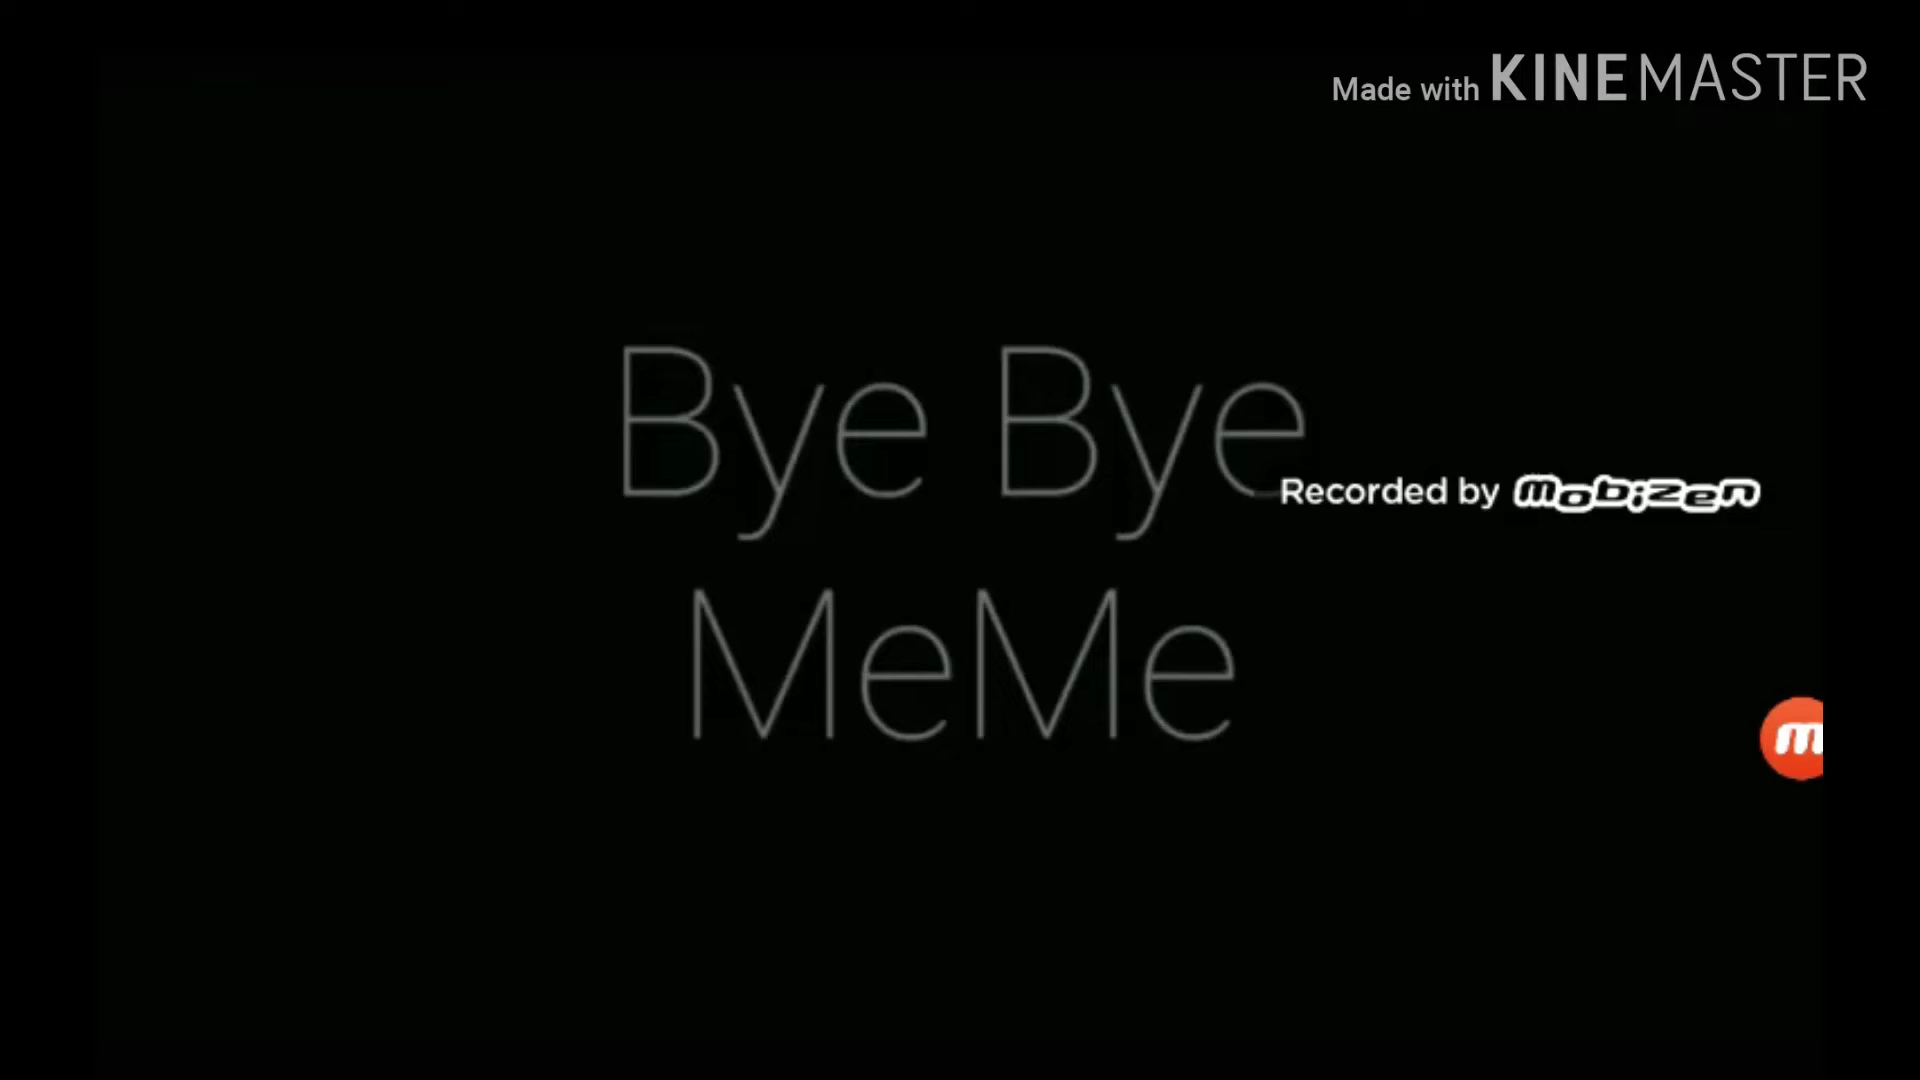 Made with KINEMASTER
Bye Bye
Recorded by mobizen
MeMe
m